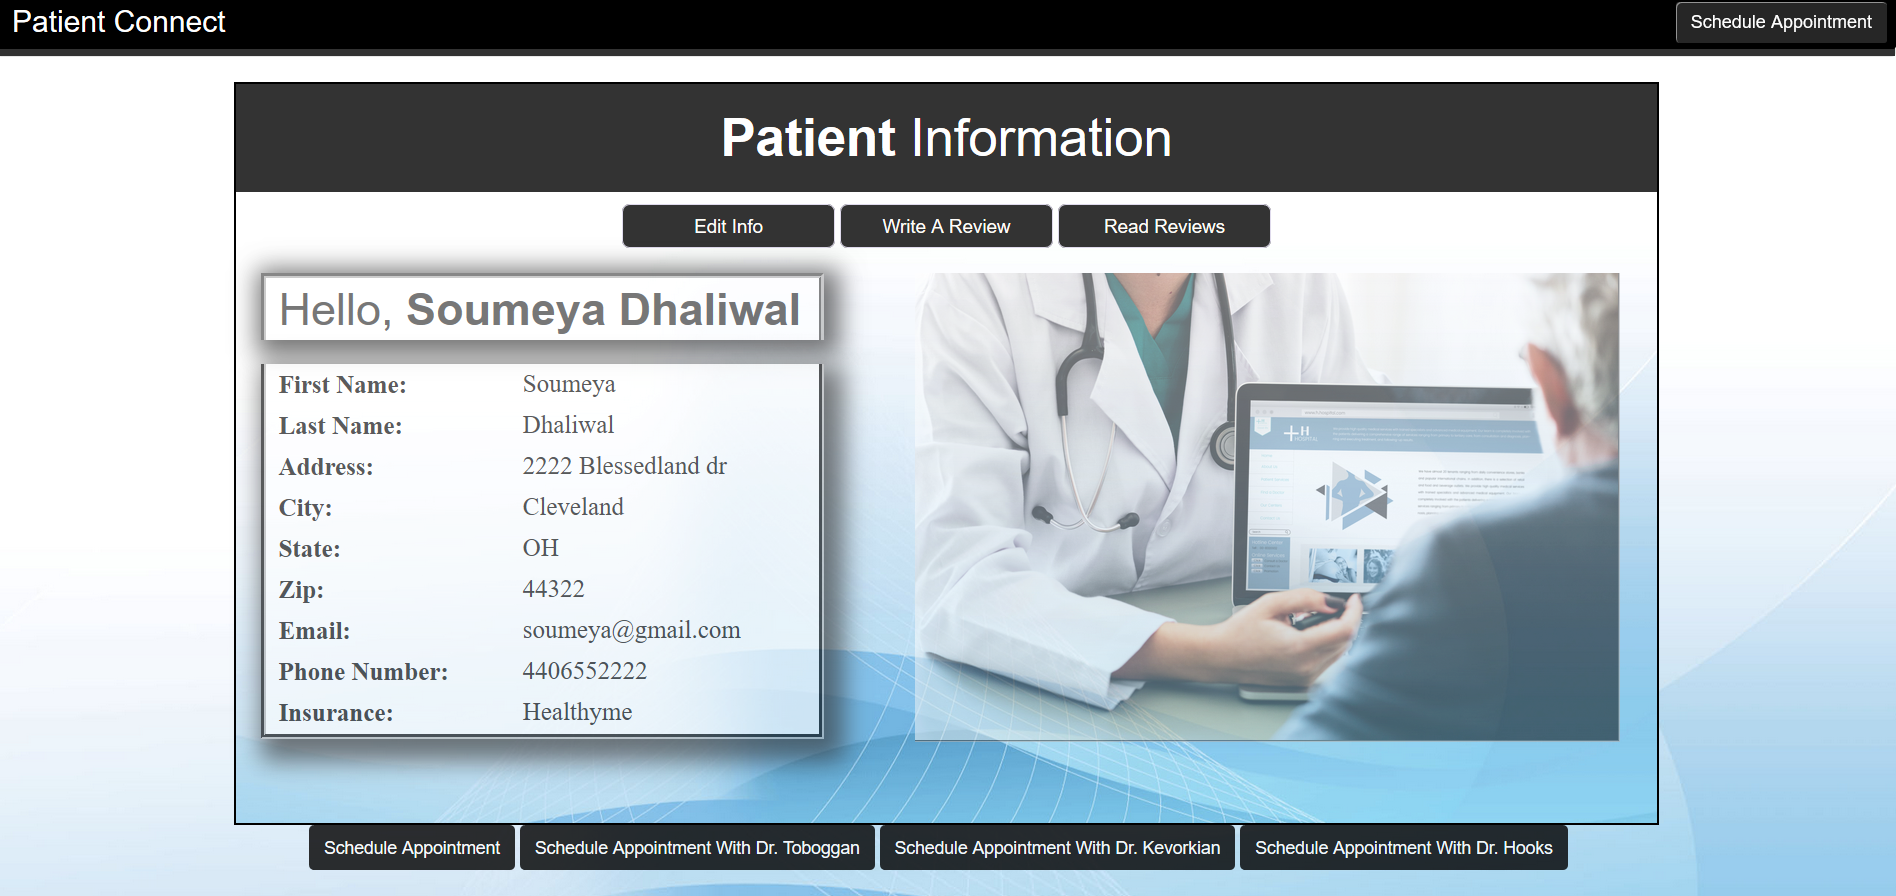 Patient Connect
Schedule Appointment
Patient Information
Edit Info
Write A Review
Read Reviews
Hello, Soumeya Dhaliwal
First Name: Soumeya
Last Name: Dhaliwal
Address: 2222 Blessedland dr
City: Cleveland
State: OH
Zip: 44322
Email: soumeya@gmail.com
Phone Number: 4406552222
Insurance: Healthyme
H
HOSPITAL
Schedule Appointment
Schedule Appointment With Dr. Toboggan
Schedule Appointment With Dr. Kevorkian
Schedule Appointment With Dr. Hooks